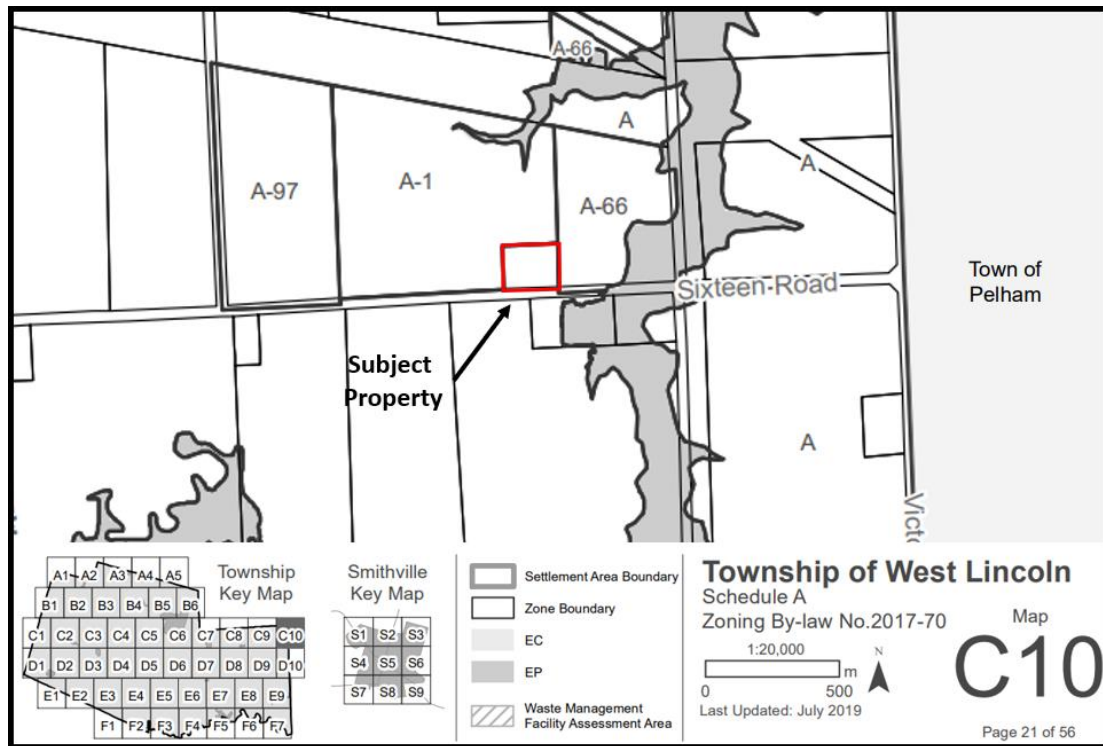 A-66
A
A-97
A-1
A-66
A
Sixteen Road
Town of
Pelham
Subject
Property
A
Victo
A1 A2 A3 A4 A5
B1 B2 B3 B4 B5 B6
C1 C2 C3 C4 C5 C6 C7 C8 C9 C10
D1 D2 D3 D4 D5 D6 D7 D8 D9 D10
E1 E2 E3 E4 E5 E6 E7 E8 E9
F1 F2 F3 F4 F5 F6 F7
Township
Key Map
Smithville
Key Map
S1 S2 S3
S4 S5 S6
S7 S8 S9
Settlement Area Boundary
Zone Boundary
EC
EP
Waste Management
Facility Assessment Area
Township of West Lincoln
Schedule A
Zoning By-law No.2017-70
1:20,000
m
0 500
N
Last Updated: July 2019
Map
C10
Page 21 of 56